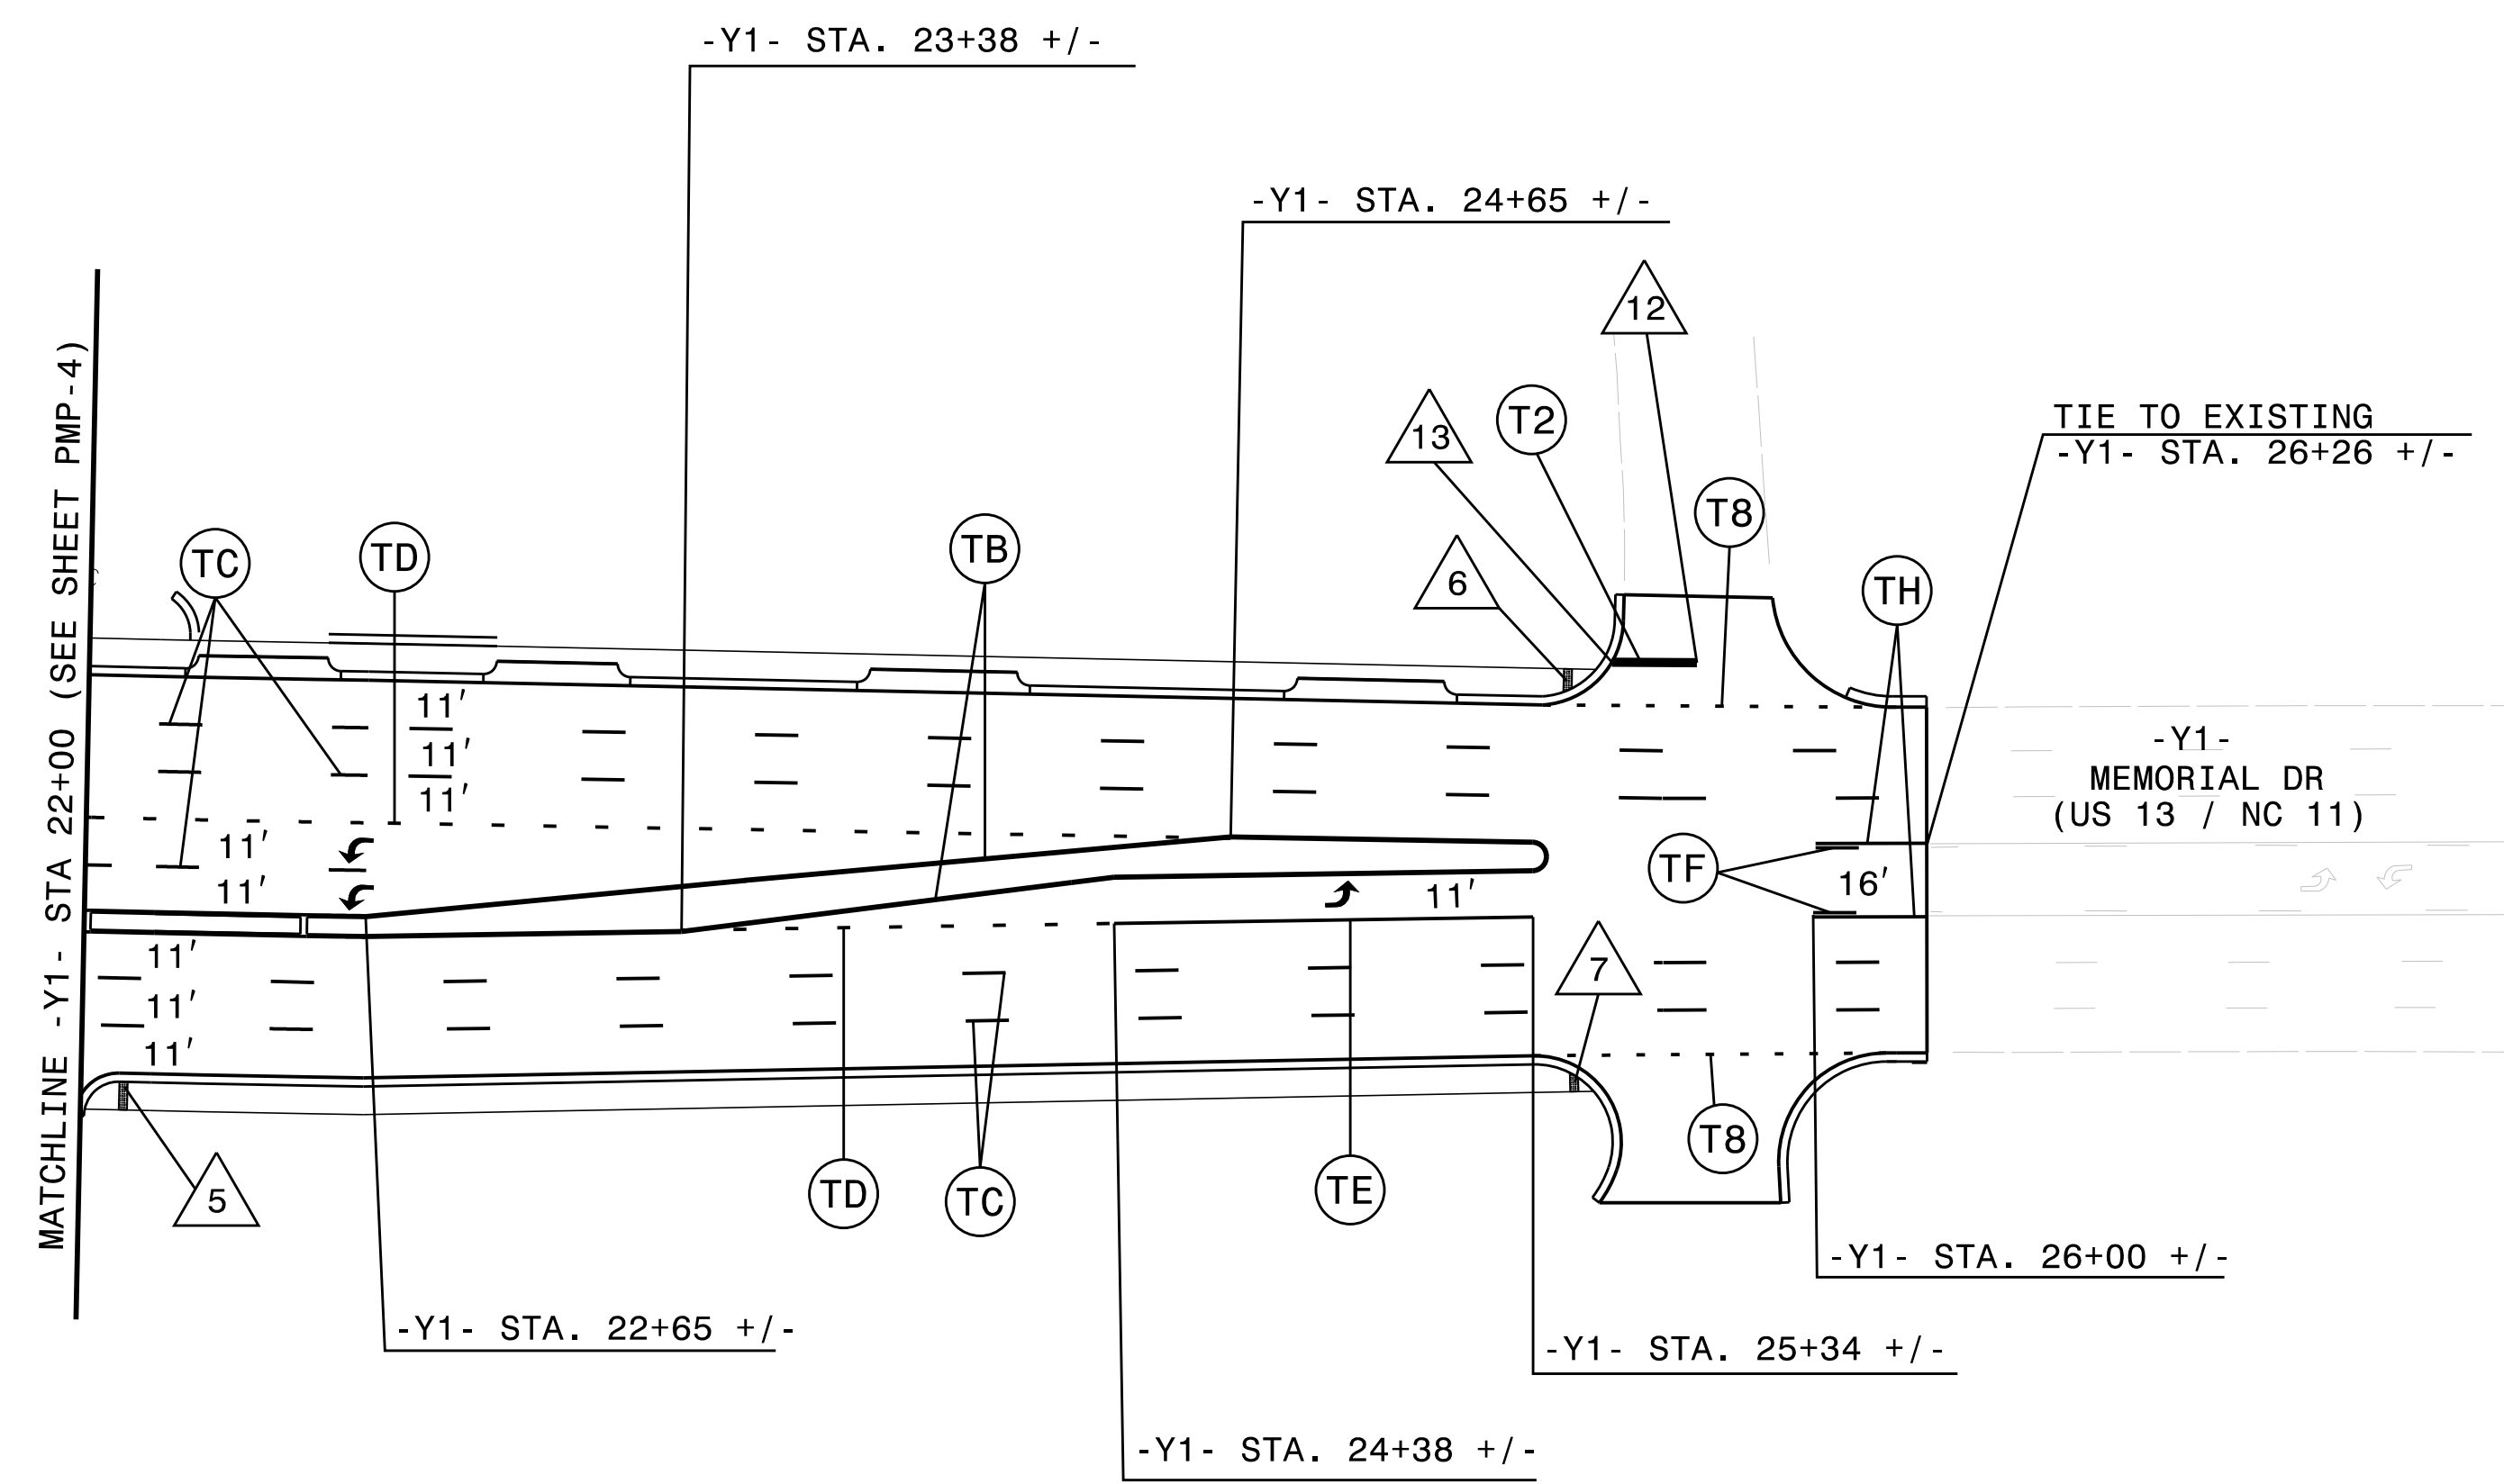 -Y1- STA. 23+38 +/-
-Y1- STA. 24+65 +/-
12
13
T2
TIE TO EXISTING
-Y1- STA. 26+26 +/-
T8
TC
TD
TB
6
TH
MATCHLINE -Y1- STA 22+00 (SEE SHEET PMP-4)
11'
11'
11'
-Y1-
MEMORIAL DR
(US 13 / NC 11)
11'
11'
TF
16'
11'
11'
11'
11'
7
5
TD
TC
TE
T8
-Y1- STA. 26+00 +/-
-Y1- STA. 22+65 +/-
-Y1- STA. 25+34 +/-
-Y1- STA. 24+38 +/-